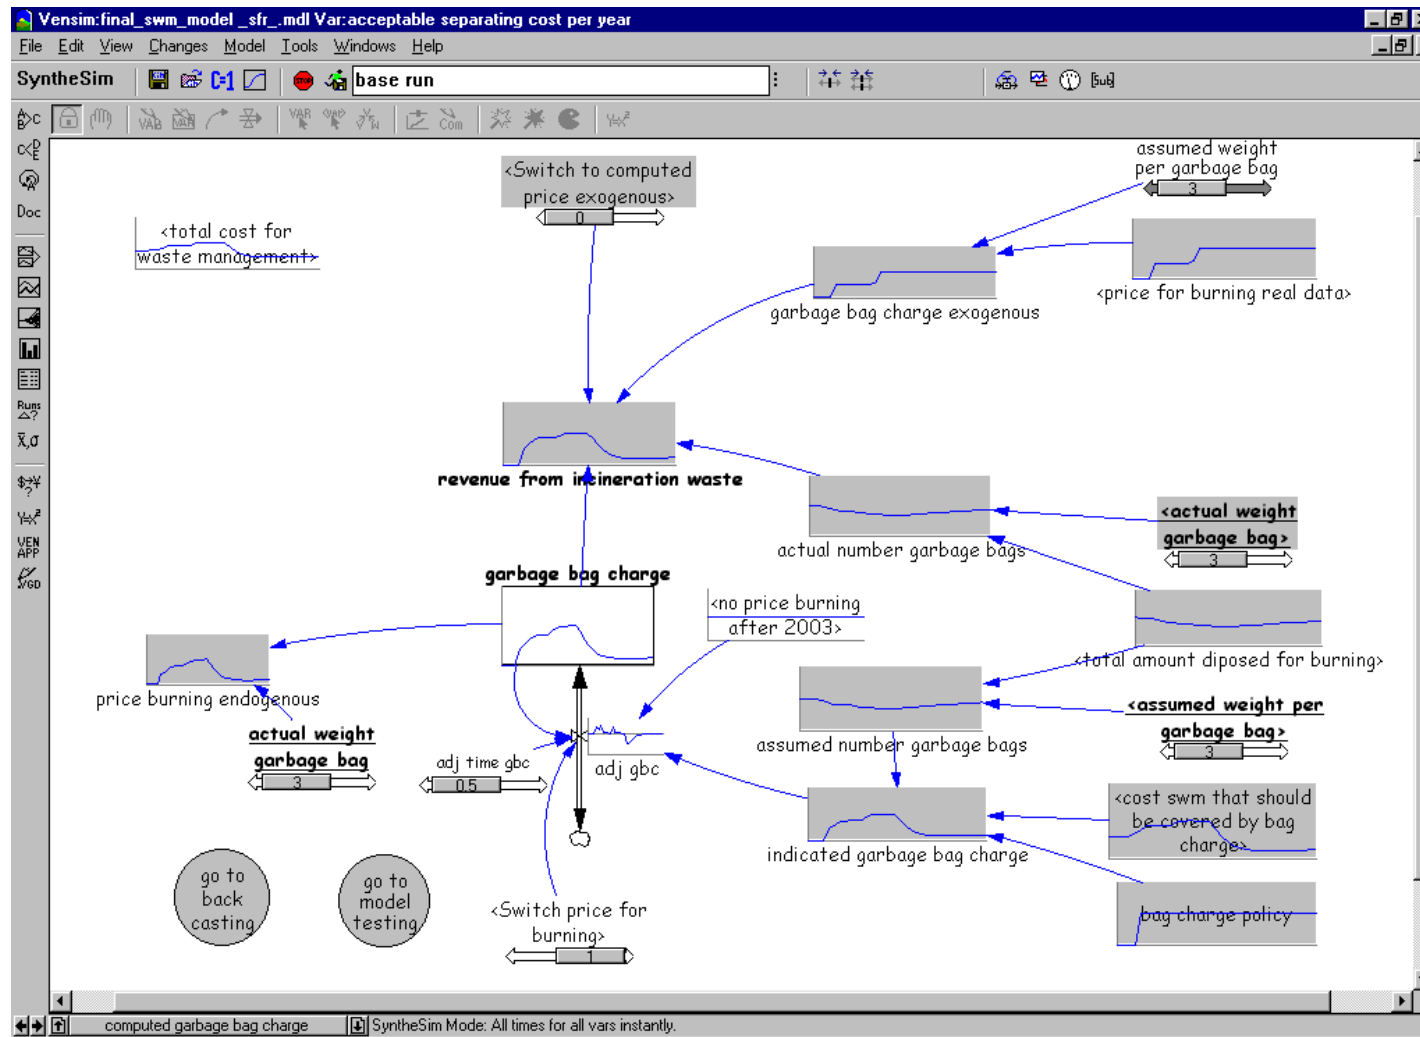 Vensim:final_swm_model _sfr_.mdl Var:acceptable separating cost per year
File Edit View Changes Model Tools Windows Help
SyntheSim
base run
Doc
Runs
VEN
APP
<Switch to computed
price exogenous>
0
assumed weight
per garbage bag
3
<total cost for
waste management>
garbage bag charge exogenous
<price for burning real data>
revenue from incineration waste
actual number garbage bags
<actual weight
garbage bag>
3
garbage bag charge
<no price burning
after 2003>
<total amount diposed for burning>
price burning endogenous
actual weight
garbage bag
3
adj time gbc
0.5
adj gbc
assumed number garbage bags
<assumed weight per
garbage bag>
3
indicated garbage bag charge
<cost swm that should
be covered by bag
charge>
go to
back
casting
go to
model
testing
<Switch price for
burning>
1
bag charge policy
computed garbage bag charge
SyntheSim Mode: All times for all vars instantly.